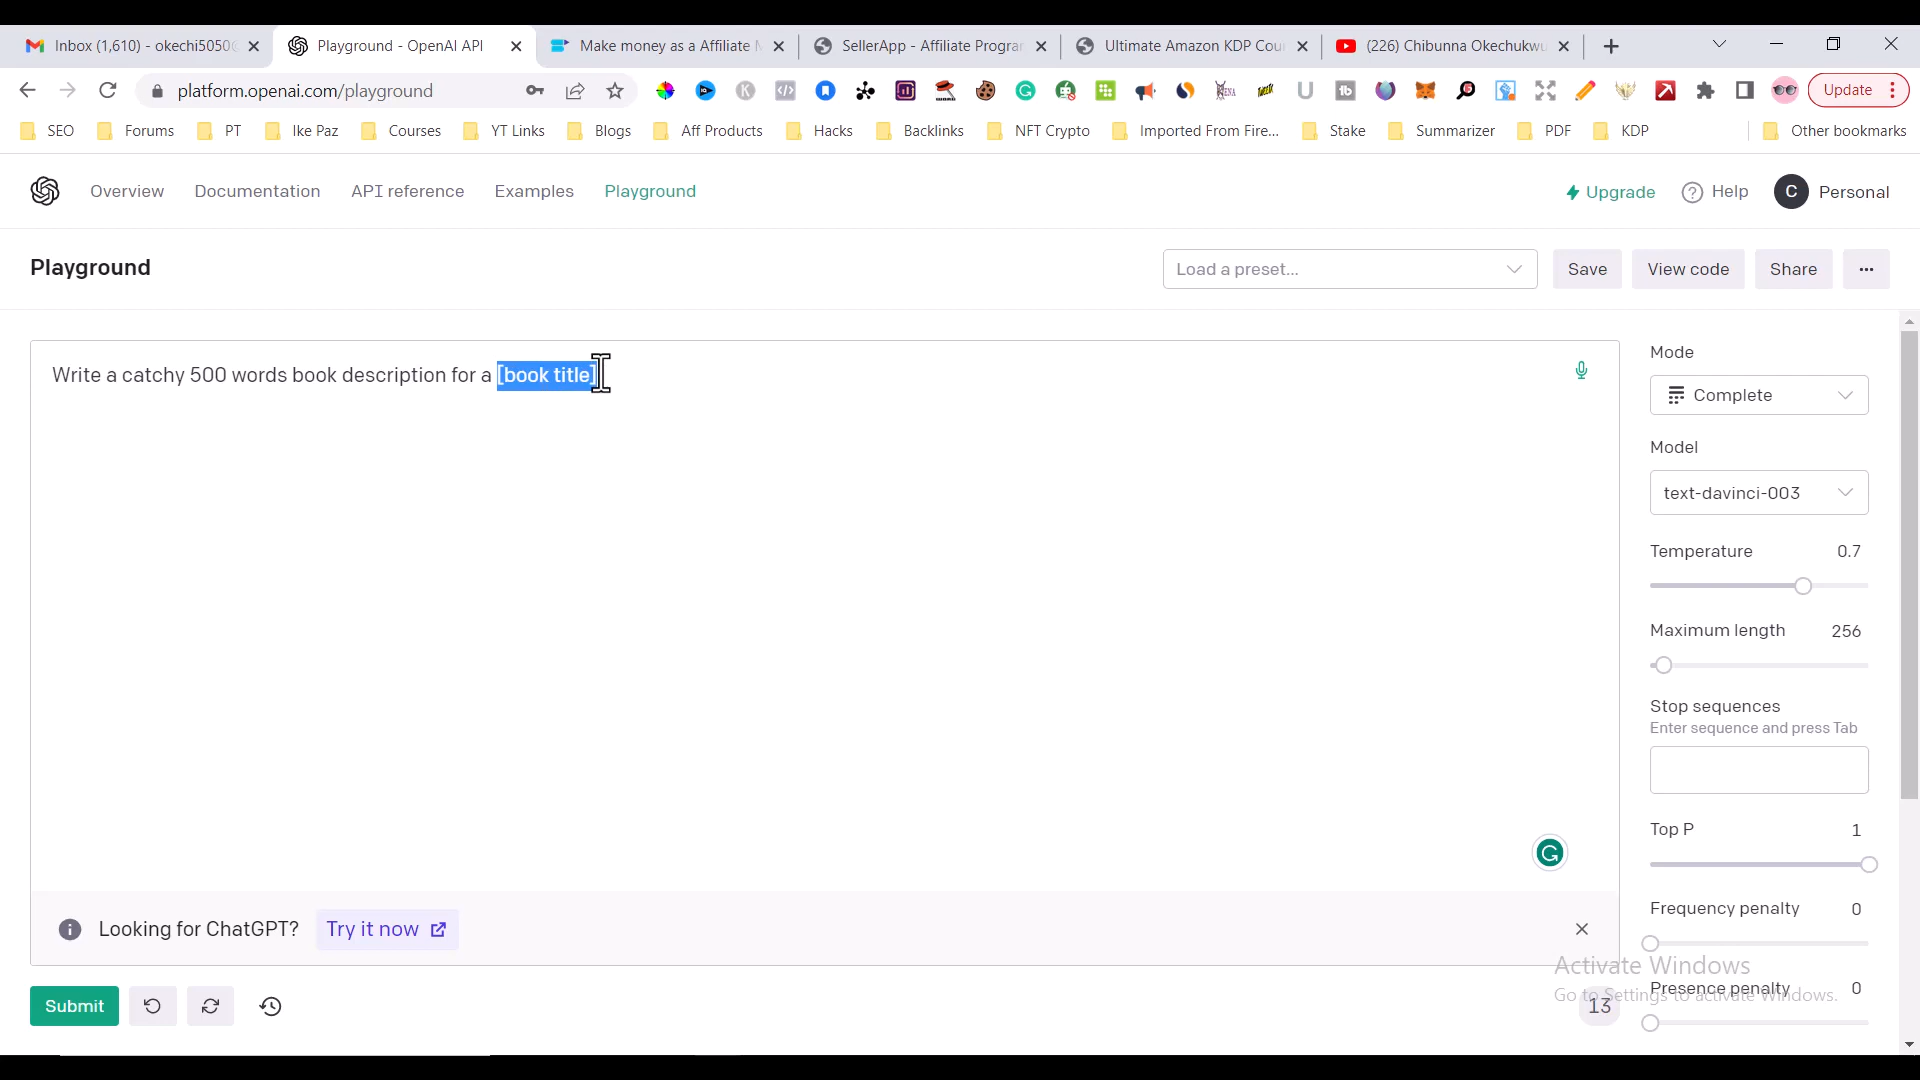 Inbox (1,610) - okechi5050
Playground - OpenAI API
Make money as a Affiliate
SellerApp - Affiliate Progra
Ultimate Amazon KDP Cou
(226) Chibunna Okechukwu
platform.openai.com/playground
Update
SEO
Forums
PT
Ike Paz
Courses
YT Links
Blogs
Aff Products
Hacks
Backlinks
NFT Crypto
Imported From Fire...
Stake
Summarizer
PDF
KDP
Other bookmarks
Overview
Documentation
API reference
Examples
Playground
Upgrade
Help
C
Personal
Playground
Load a preset...
Save
View code
Share
...
Write a catchy 500 words book description for a [book title]
Mode
Complete
Model
text-davinci-003
Temperature 0.7
Maximum length 256
Stop sequences
Enter sequence and press Tab
Top P 1
Frequency penalty 0
Presence penalty 0
Looking for ChatGPT? Try it now
Activate Windows
Go to Settings to activate Windows.
Submit
13